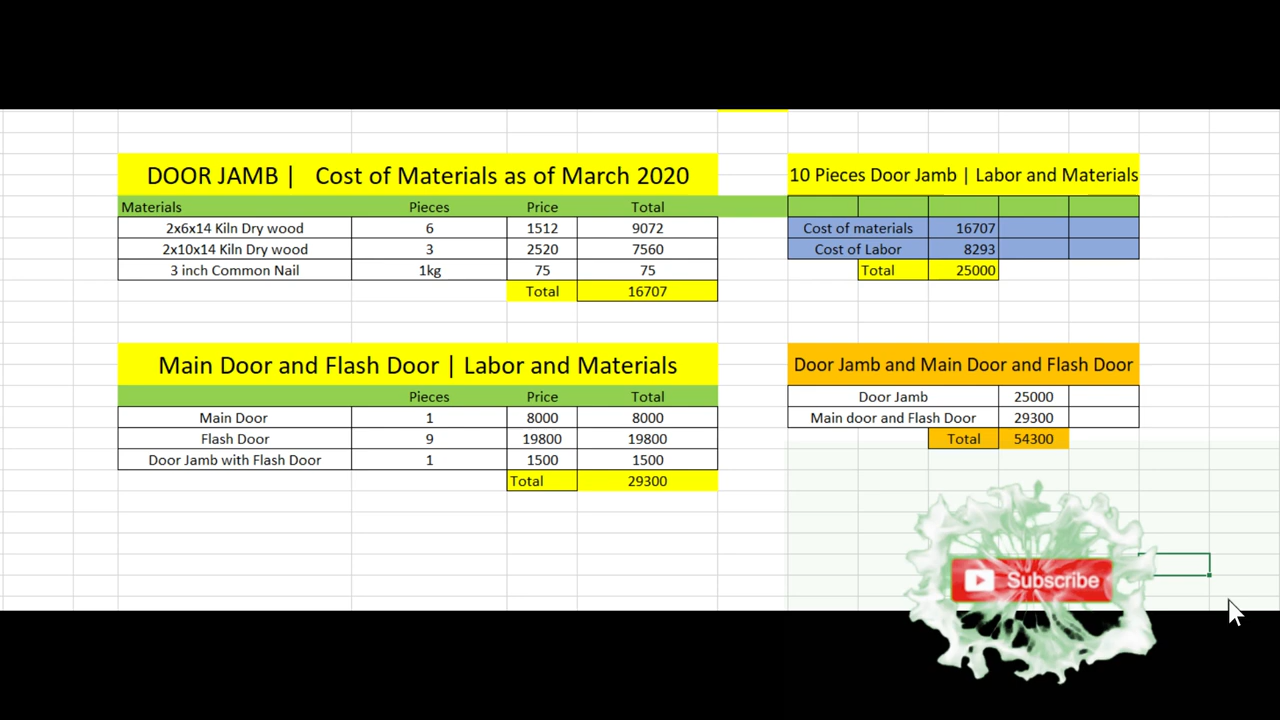 DOOR JAMB | Cost of Materials as of March 2020
Materials Pieces Price Total
2x6x14 Kiln Dry wood 6 1512 9072
2x10x14 Kiln Dry wood 3 2520 7560
3 inch Common Nail 1kg 75 75
Total 16707
10 Pieces Door Jamb | Labor and Materials
Cost of materials 16707
Cost of Labor 8293
Total 25000
Main Door and Flash Door | Labor and Materials
Pieces Price Total
Main Door 1 8000 8000
Flash Door 9 19800 19800
Door Jamb with Flash Door 1 1500 1500
Total 29300
Door Jamb and Main Door and Flash Door
Door Jamb 25000
Main door and Flash Door 29300
Total 54300
Subscribe